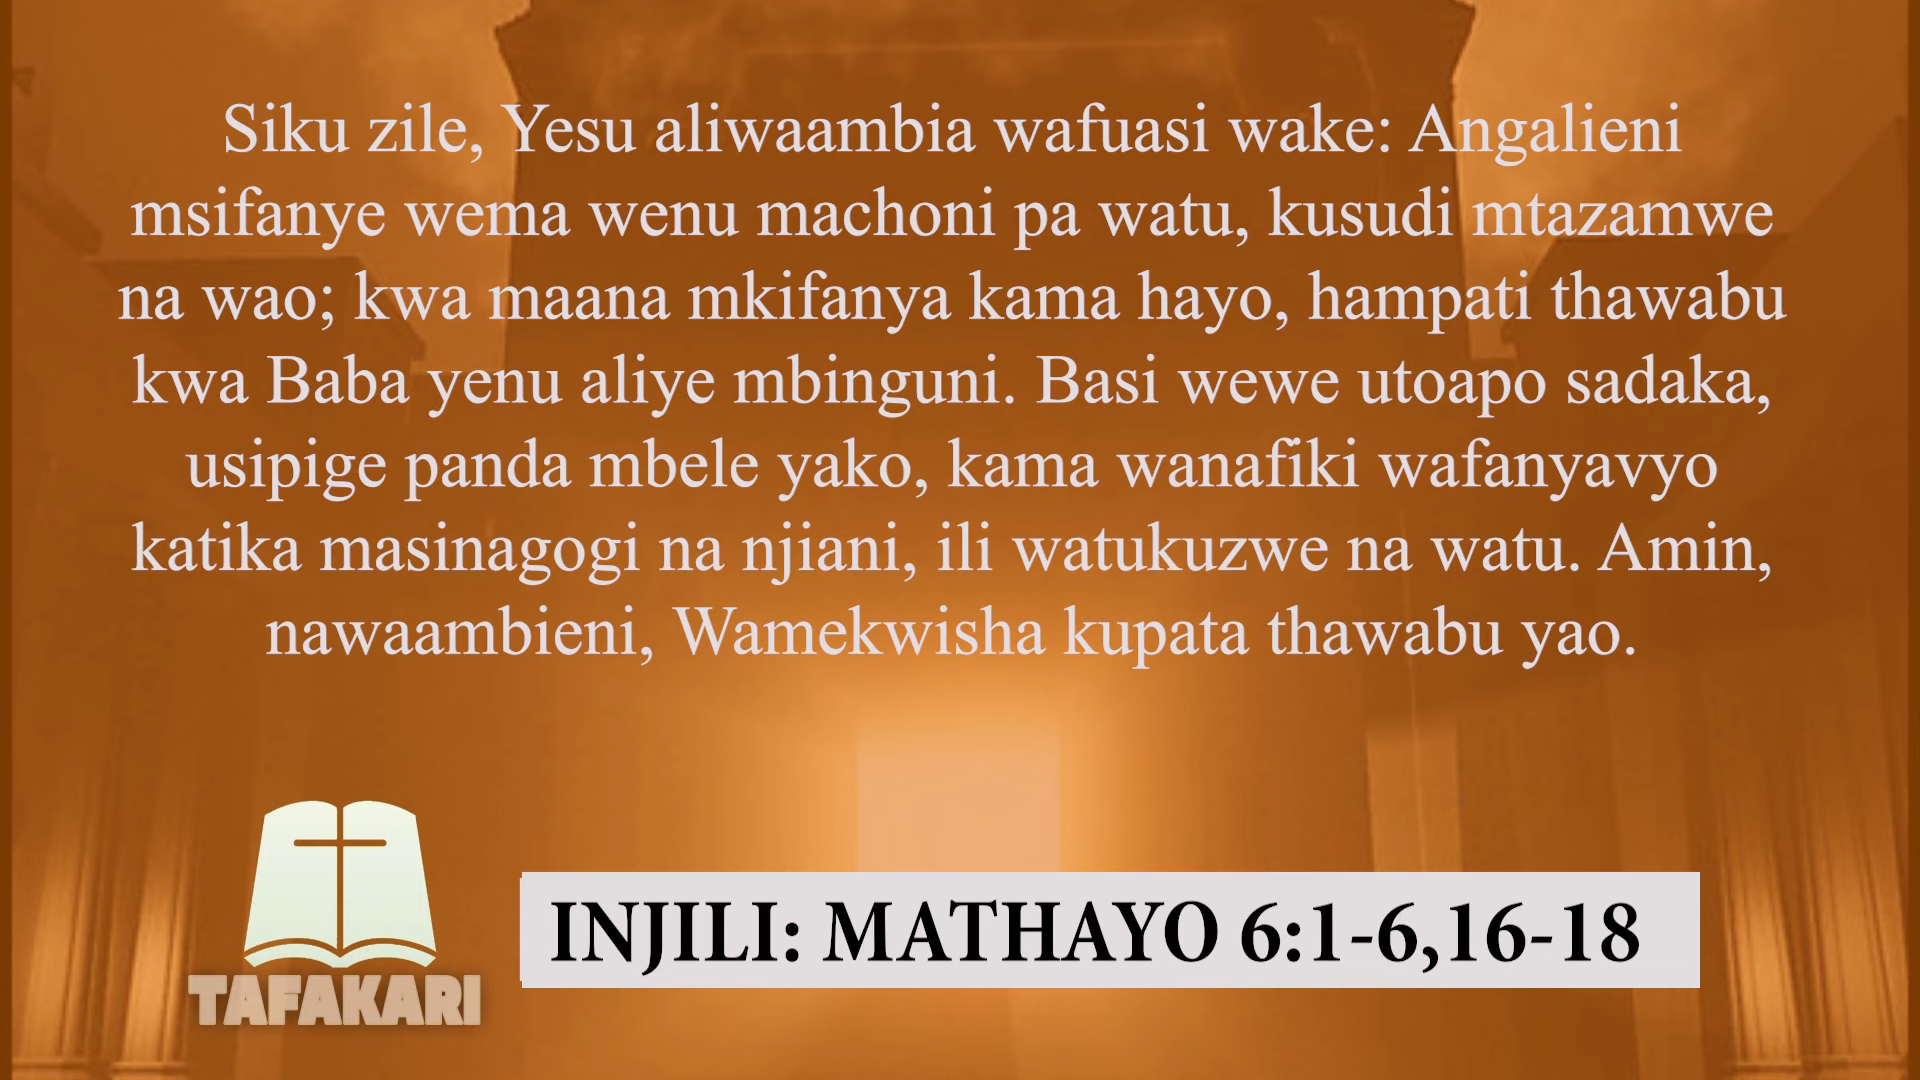 Siku zile, Yesu aliwaambia wafuasi wake: Angalieni
msifanye wema wenu machoni pa watu, kusudi mtazamwe
na wao; kwa maana mkifanya kama hayo, hampati thawabu
kwa Baba yenu aliye mbinguni. Basi wewe utoapo sadaka,
usipige panda mbele yako, kama wanafiki wafanyavyo
katika masinagogi na njiani, ili watukuzwe na watu. Amin,
nawaambieni, Wamekwisha kupata thawabu yao.
INJILI: MATHAYO 6:1-6,16-18
TAFAKARI